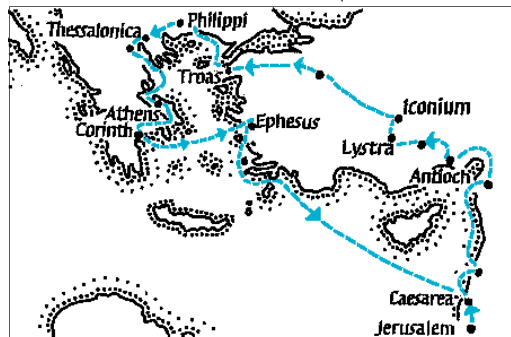 Philippi
Thessalonica
Troas
Iconium
Athens
Corinth
Ephesus
Lystra
Antioch
Caesarea
Jerusalem